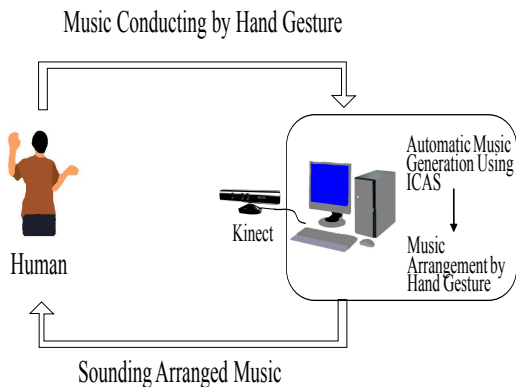 Music Conducting by Hand Gesture
Automatic Music
Generation Using
ICAS
Kinect
Music
Arrangement by
Hand Gesture
Human
Sounding Arranged Music